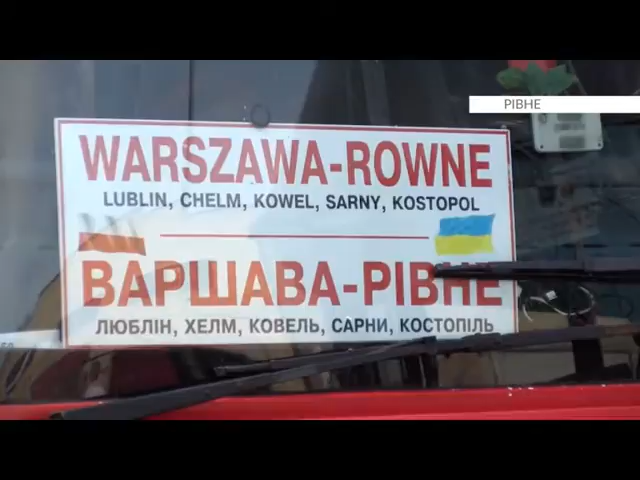 РІВНЕ
WARSZAWA-ROWNE
LUBLIN, CHELM, KOWEL, SARNY, KOSTOPOL
ВАРШАВА-РІВНЕ
ЛЮБЛІН, ХЕЛМ, КОВЕЛЬ, САРНИ, КОСТОПІЛЬ